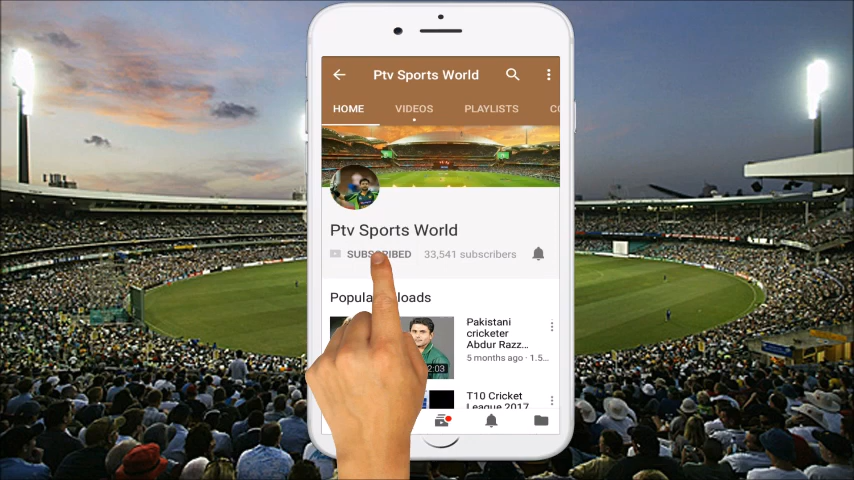 Ptv Sports World
HOME VIDEOS PLAYLISTS
Ptv Sports World
SUBSCRIBED 33,541 subscribers
Popular uploads
Pakistani
cricketer
Abdur Razz...
5 months ago · 1.5...
2:03
T10 Cricket
League 2017